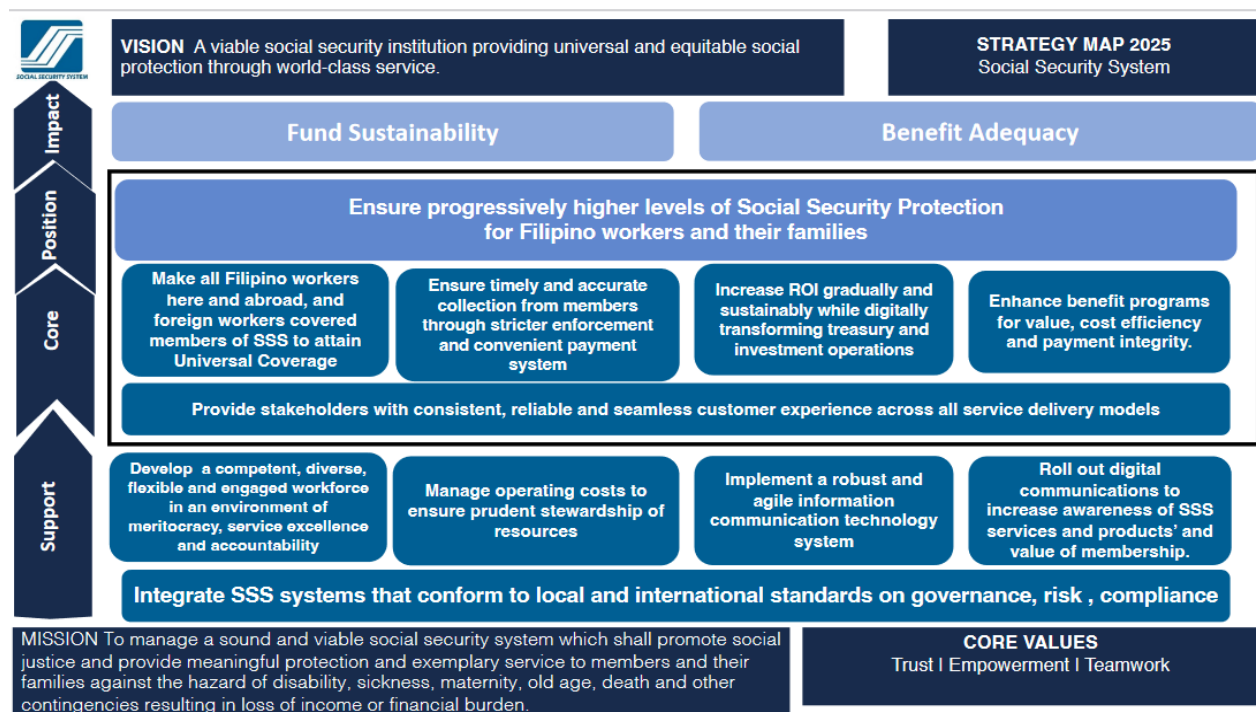 SOCIAL SECURITY SYSTEM
VISION A viable social security institution providing universal and equitable social
protection through world-class service.
STRATEGY MAP 2025
Social Security System
Impact
Fund Sustainability
Benefit Adequacy
Position
Ensure progressively higher levels of Social Security Protection
for Filipino workers and their families
Core
Make all Filipino workers
here and abroad, and
foreign workers covered
members of SSS to attain
Universal Coverage
Ensure timely and accurate
collection from members
through stricter enforcement
and convenient payment
system
Increase ROI gradually and
sustainably while digitally
transforming treasury and
investment operations
Enhance benefit programs
for value, cost efficiency
and payment integrity.
Provide stakeholders with consistent, reliable and seamless customer experience across all service delivery models
Support
Develop a competent, diverse,
flexible and engaged workforce
in an environment of
meritocracy, service excellence
and accountability
Manage operating costs to
ensure prudent stewardship of
resources
Implement a robust and
agile information
communication technology
system
Roll out digital
communications to
increase awareness of SSS
services and products' and
value of membership.
Integrate SSS systems that conform to local and international standards on governance, risk , compliance
MISSION To manage a sound and viable social security system which shall promote social
justice and provide meaningful protection and exemplary service to members and their
families against the hazard of disability, sickness, maternity, old age, death and other
contingencies resulting in loss of income or financial burden.
CORE VALUES
Trust I Empowerment I Teamwork